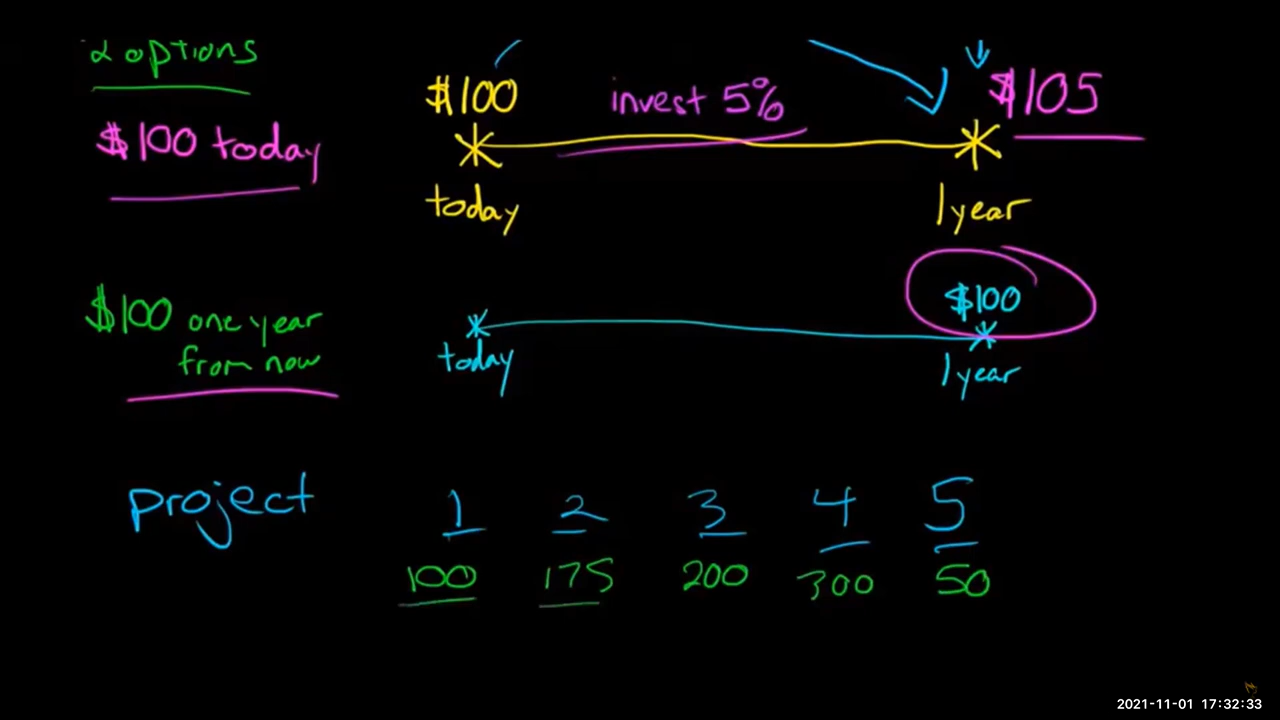 2 options
$100 today
$100 invest 5% $105
today 1 year
$100 one year
from now
$100
today 1 year
project 1 2 3 4 5
100 175 200 300 50
2021-11-01 17:32:33